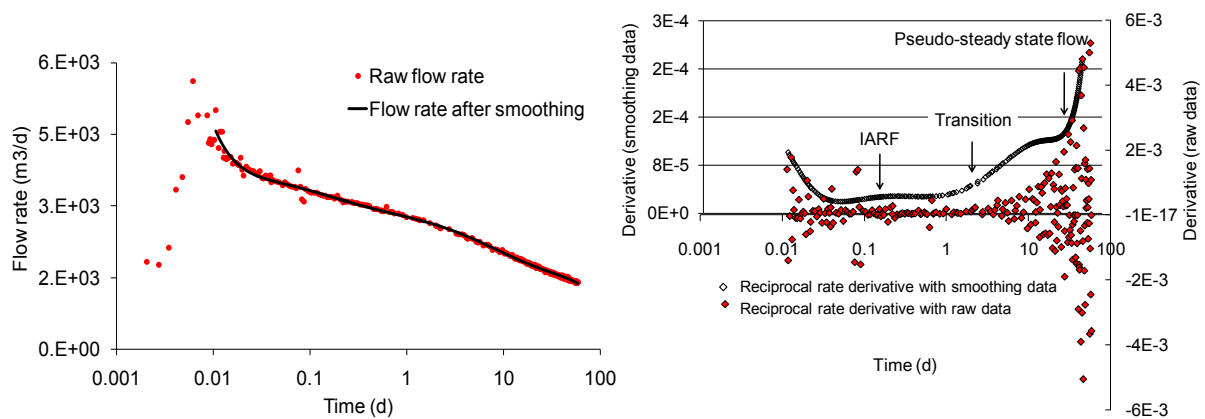 6.E+03
5.E+03
3.E+03
2.E+03
0.E+00
Flow rate (m3/d)
0.001
0.01
0.1
1
10
100
Time (d)
Raw flow rate
Flow rate after smoothing
3E-4
2E-4
2E-4
8E-5
0E+0
Derivative (smoothing data)
6E-3
4E-3
2E-3
-1E-17
-2E-3
-4E-3
-6E-3
Derivative (raw data)
Pseudo-steady state flow
Transition
IARF
0.001
0.01
0.1
1
10
100
Reciprocal rate derivative with smoothing data
Reciprocal rate derivative with raw data
Time (d)